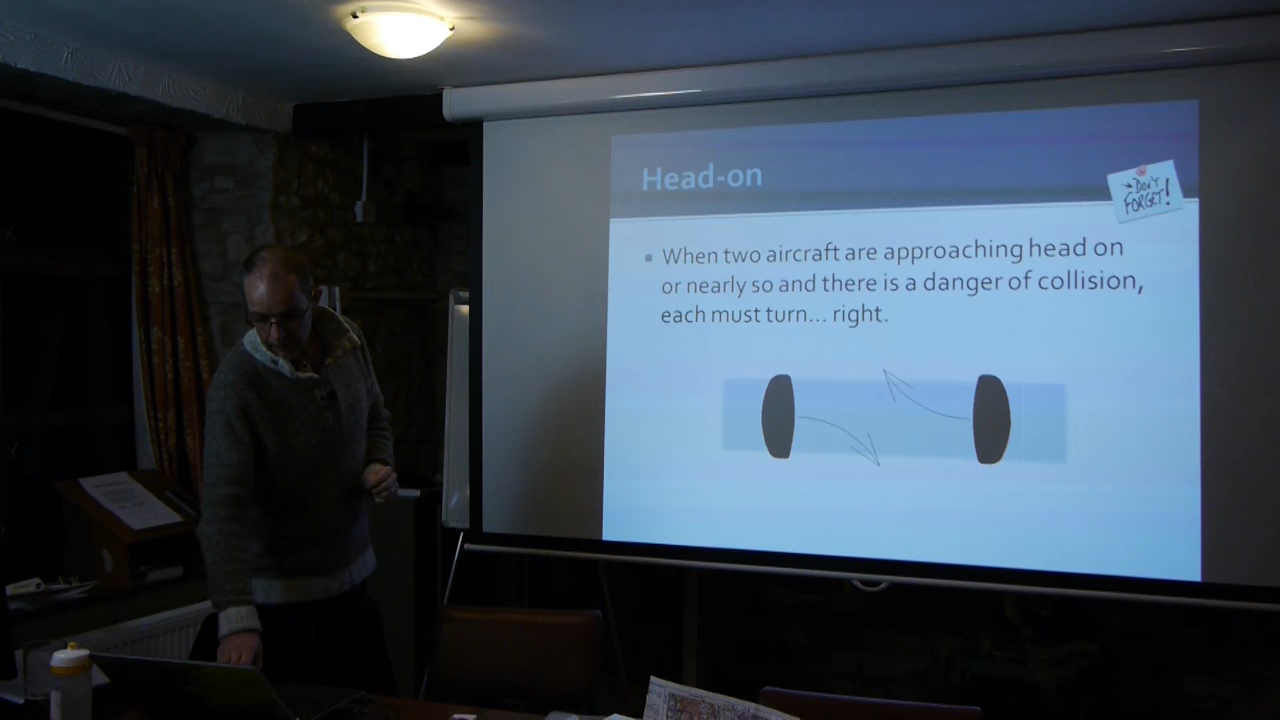 Head-on
DON'T
FORGET!
When two aircraft are approaching head on
or nearly so and there is a danger of collision,
each must turn... right.